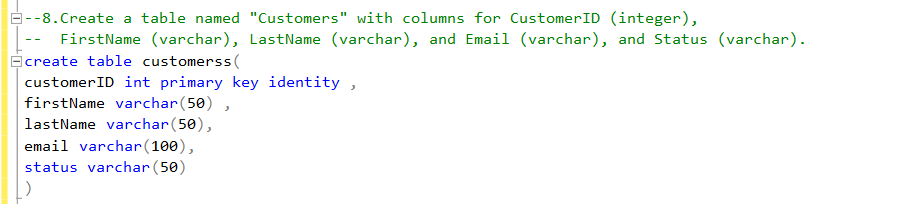 --8.Create a table named "Customers" with columns for CustomerID (integer),
--  FirstName (varchar), LastName (varchar), and Email (varchar), and Status (varchar).
create table customerss(
customerID int primary key identity ,
firstName varchar(50) ,
lastName varchar(50),
email varchar(100),
status varchar(50)
)